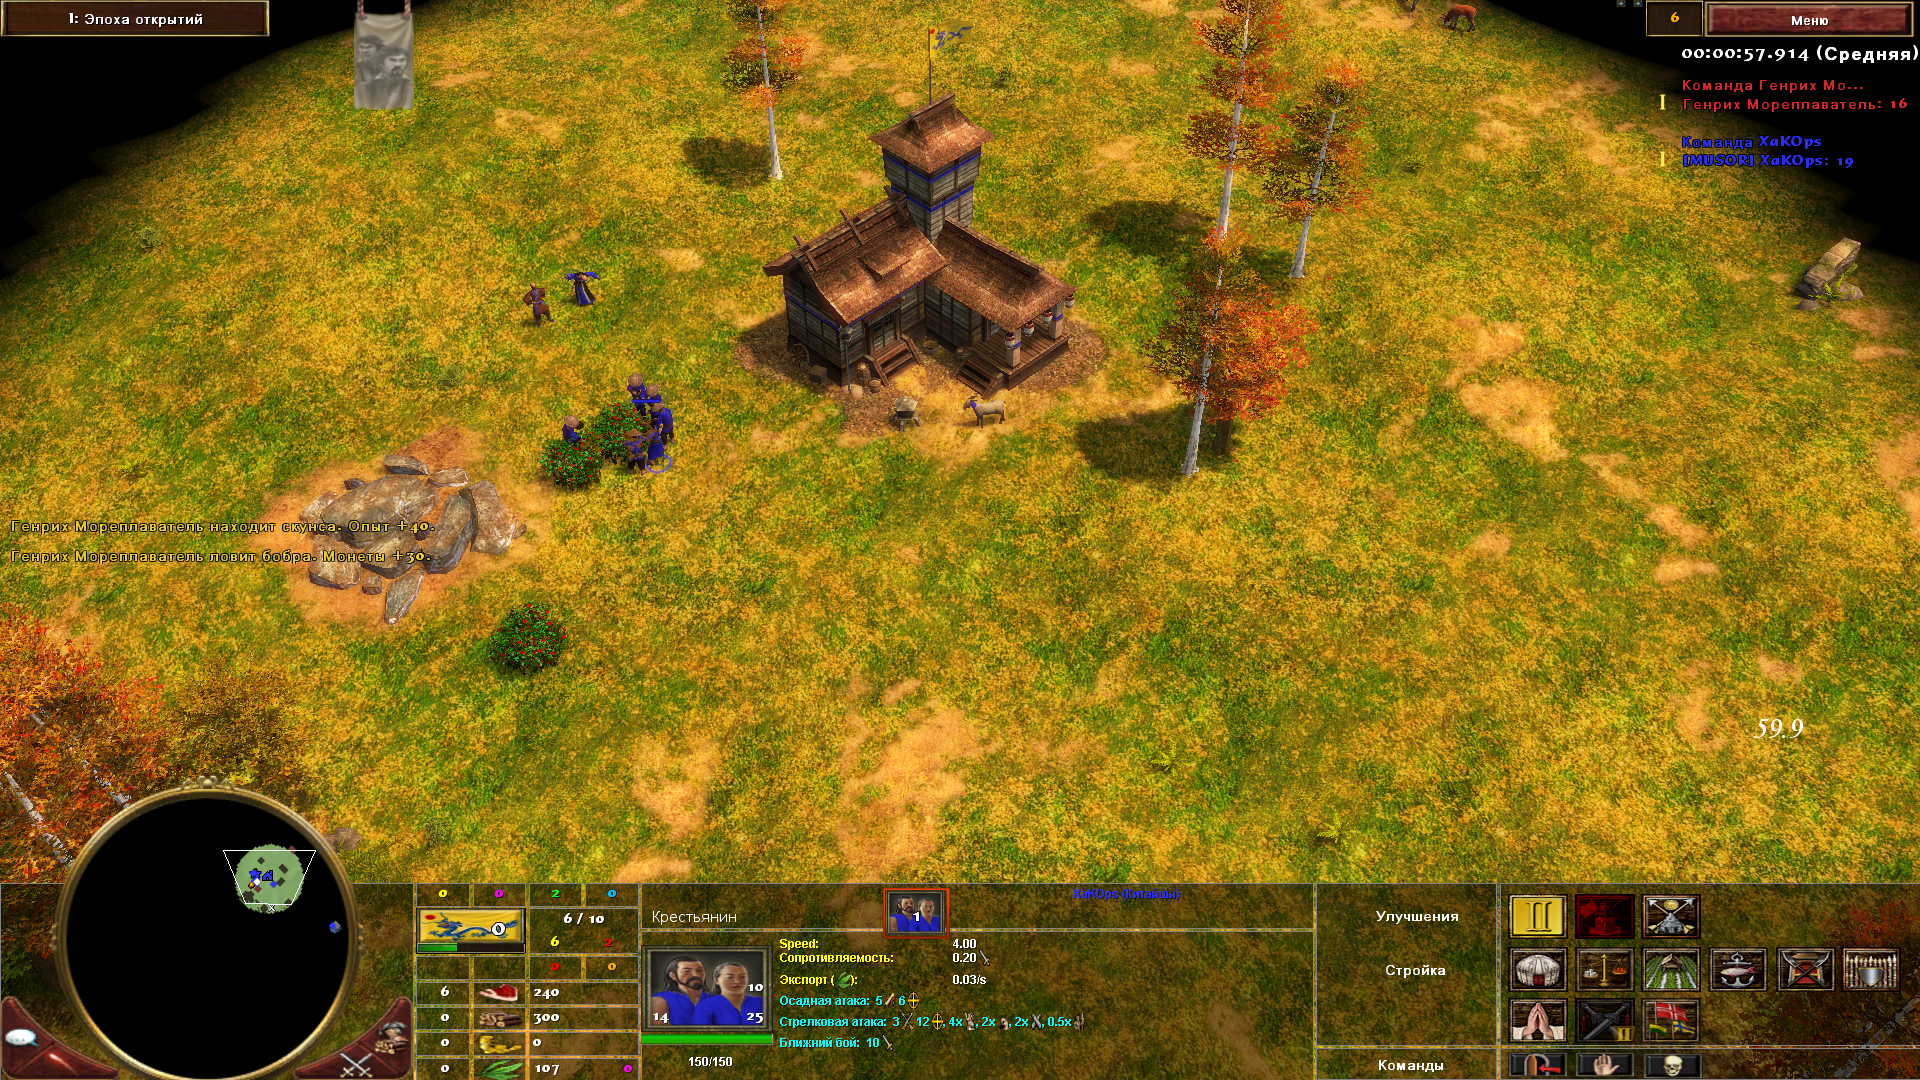 1: Эпоха открытий
6
Меню
00:00:57.914 (Средняя)
Команда Генрих Мо...
I
Генрих Мореплаватель: 16
Команда XaKOps
I
[MUSOR] XaKOps: 19
Генрих Мореплаватель находит скунса. Опыт +40.
Генрих Мореплаватель ловит бобра. Монеты +30.
59.9
0 0 2 0
0
6 / 10
6 2
0 0
6 240
0 300
0 0
0 107 0
Крестьянин
1
10
14 25
150/150
Speed: 4.00
Сопротивляемость: 0.20
Экспорт ( ): 0.03/s
Осадная атака: 5 6
Стрелковая атака: 3 12 , 4x , 2x , 2x , 0.5x
Ближний бой: 10
Улучшения
Стройка
Команды
II
II